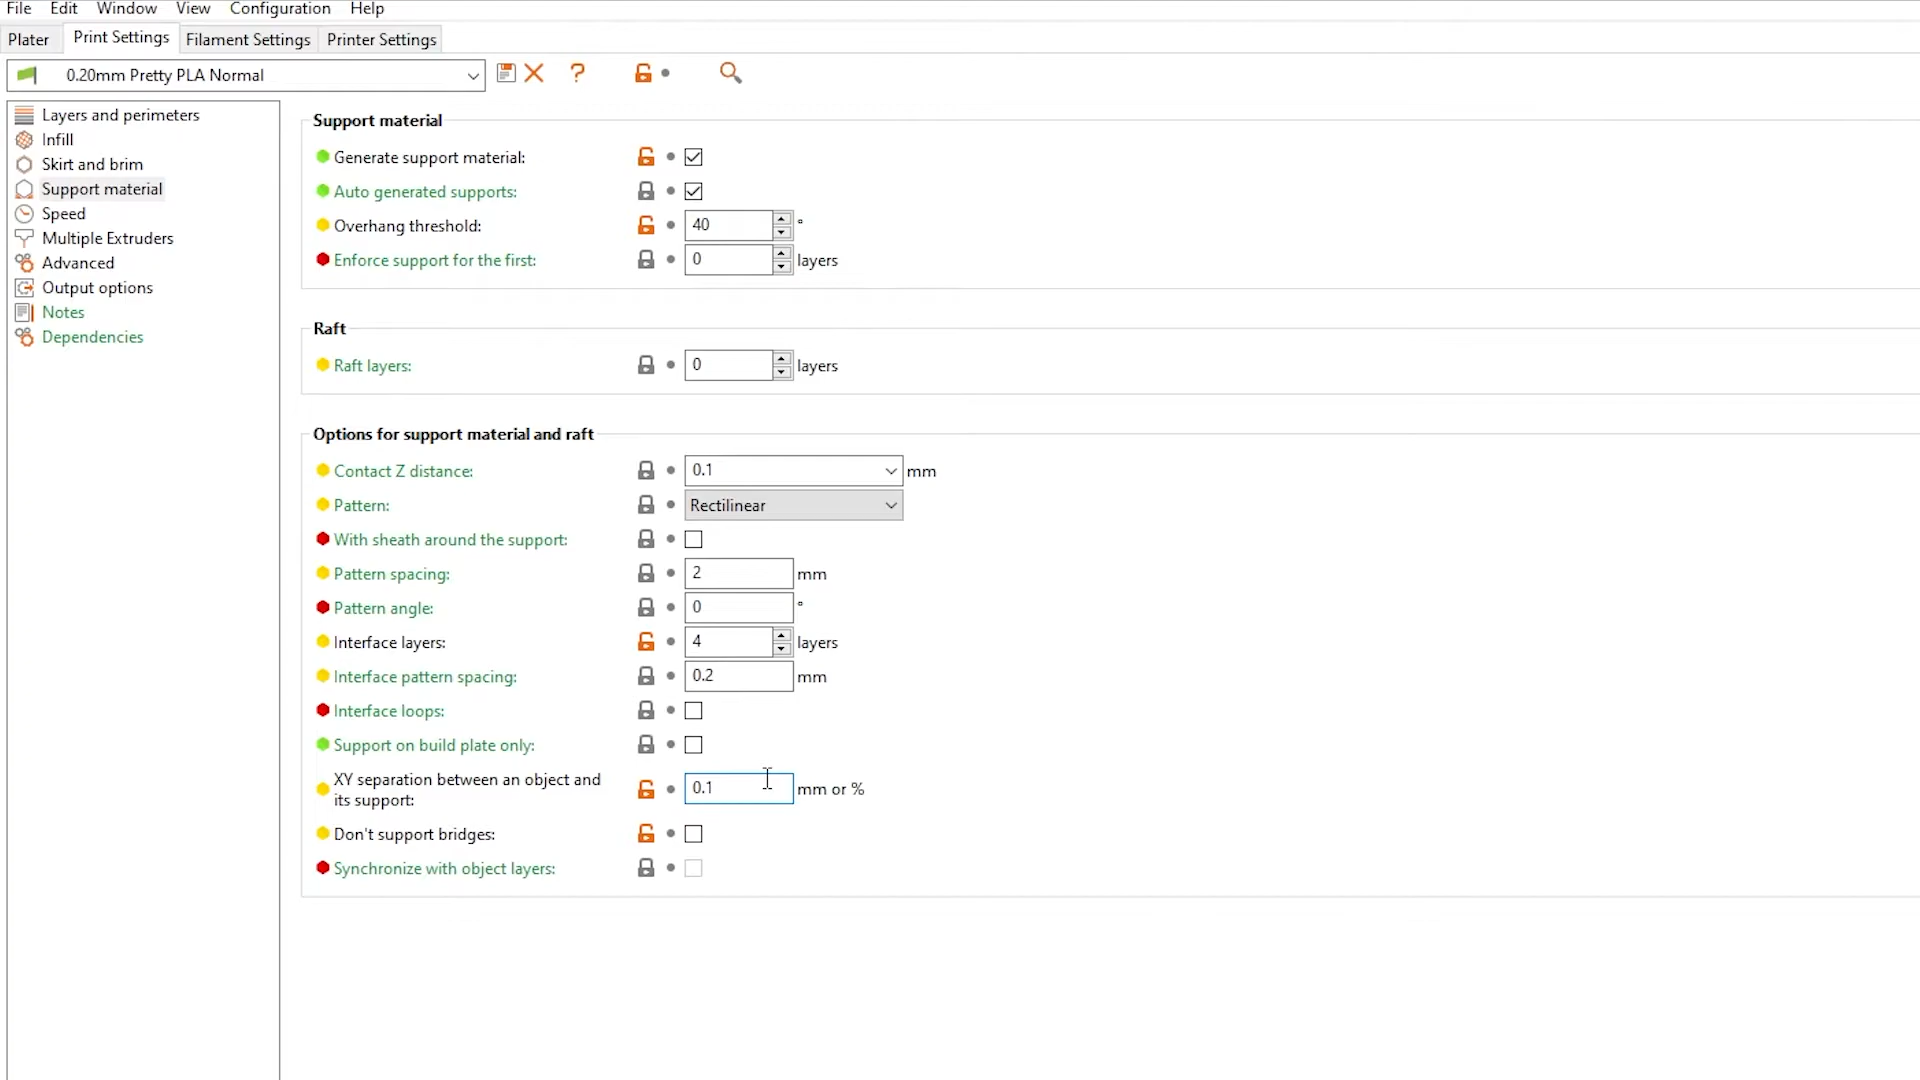 File Edit Window View Configuration Help
Plater Print Settings Filament Settings Printer Settings
0.20mm Pretty PLA Normal ?
Layers and perimeters
Infill
Skirt and brim
Support material
Speed
Multiple Extruders
Advanced
Output options
Notes
Dependencies
Support material
Generate support material:
Auto generated supports:
Overhang threshold: 40 °
Enforce support for the first: 0 layers
Raft
Raft layers: 0 layers
Options for support material and raft
Contact Z distance: 0.1 mm
Pattern: Rectilinear
With sheath around the support:
Pattern spacing: 2 mm
Pattern angle: 0 °
Interface layers: 4 layers
Interface pattern spacing: 0.2 mm
Interface loops:
Support on build plate only:
XY separation between an object and
its support: 0.1 mm or %
Don't support bridges:
Synchronize with object layers: